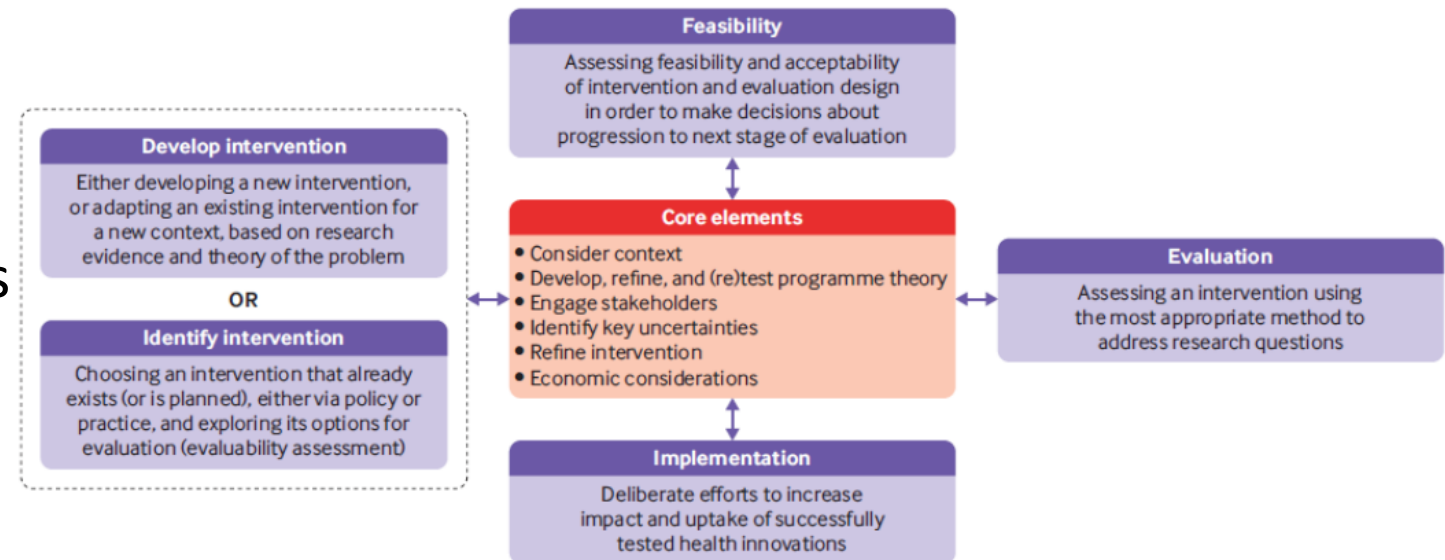 Feasibility
Assessing feasibility and acceptability
of intervention and evaluation design
in order to make decisions about
progression to next stage of evaluation
Develop intervention
Either developing a new intervention,
or adapting an existing intervention for
a new context, based on research
evidence and theory of the problem
s
OR
Identify intervention
Choosing an intervention that already
exists (or is planned), either via policy or
practice, and exploring its options for
evaluation (evaluability assessment)
Core elements
• Consider context
• Develop, refine, and (re)test programme theory
• Engage stakeholders
• Identify key uncertainties
• Refine intervention
• Economic considerations
Evaluation
Assessing an intervention using
the most appropriate method to
address research questions
Implementation
Deliberate efforts to increase
impact and uptake of successfully
tested health innovations